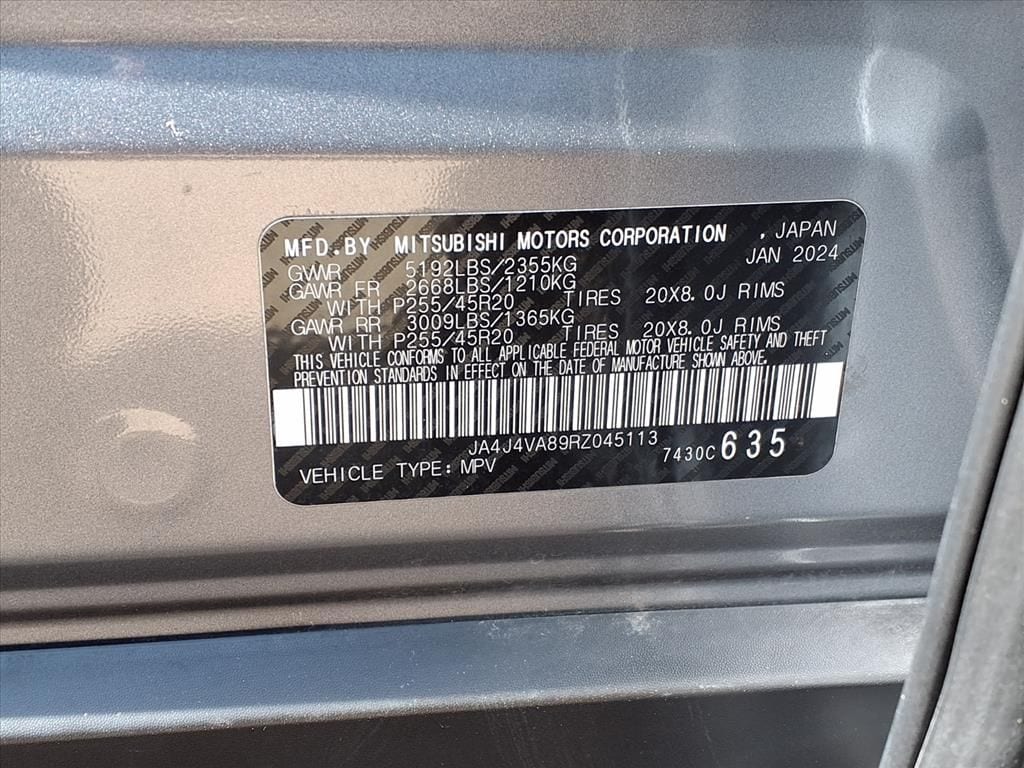 MFD.BY MITSUBISHI MOTORS CORPORATION , JAPAN
GVWR 5192LBS/2355KG JAN 2024
GAWR FR 2668LBS/1210KG
WITH P255/45R20 TIRES 20X8.0J RIMS
GAWR RR 3009LBS/1365KG
WITH P255/45R20 TIRES 20X8.0J RIMS
THIS VEHICLE CONFORMS TO ALL APPLICABLE FEDERAL MOTOR VEHICLE SAFETY AND THEFT
PREVENTION STANDARDS IN EFFECT ON THE DATE OF MANUFACTURE SHOWN ABOVE.
JA4J4VA89RZ045113
7430C635
VEHICLE TYPE: MPV